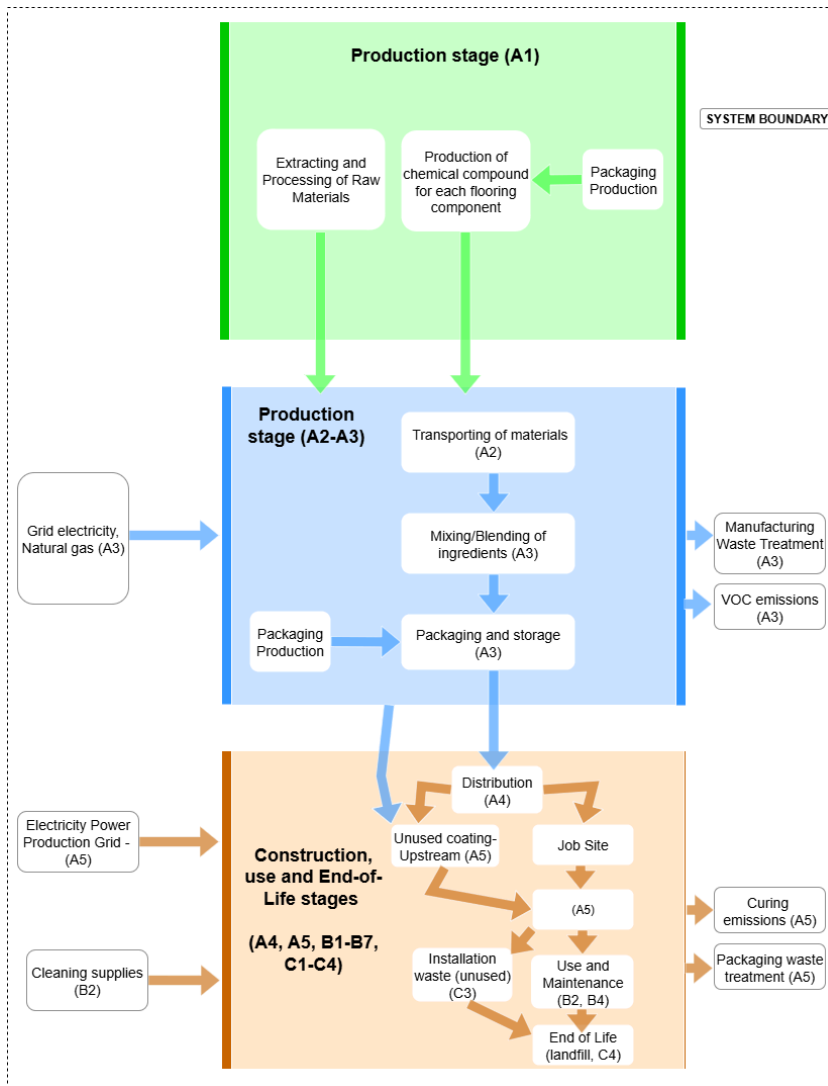 Production stage (A1)
SYSTEM BOUNDARY
Extracting and
Processing of Raw
Materials
Production of
chemical compound
for each flooring
component
Packaging
Production
Production
stage (A2-A3)
Transporting of materials
(A2)
Grid electricity,
Natural gas (A3)
Mixing/Blending of
ingredients (A3)
Manufacturing
Waste Treatment
(A3)
VOC emissions
(A3)
Packaging
Production
Packaging and storage
(A3)
Distribution
(A4)
Electricity Power
Production Grid -
(A5)
Unused coating-
Upstream (A5)
Job Site
Construction,
use and End-of-
Life stages
(A4, A5, B1-B7,
C1-C4)
(A5)
Curing
emissions (A5)
Cleaning supplies
(B2)
Installation
waste (unused)
(C3)
Use and
Maintenance
(B2, B4)
Packaging waste
treatment (A5)
End of Life
(landfill, C4)